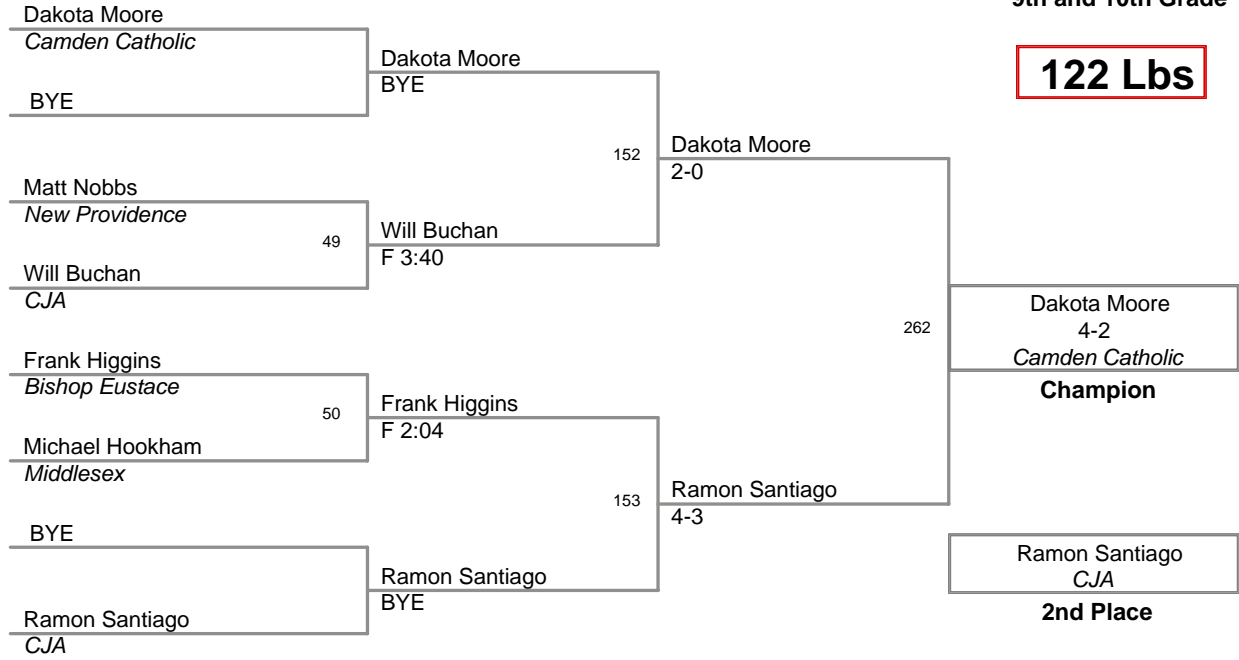 9th and 10th Grade
122 Lbs
Dakota Moore
Camden Catholic
BYE
Dakota Moore
BYE
Matt Nobbs
New Providence
49
Will Buchan
CJA
Will Buchan
F 3:40
152
Dakota Moore
2-0
Frank Higgins
Bishop Eustace
50
Michael Hookham
Middlesex
Frank Higgins
F 2:04
BYE
Ramon Santiago
CJA
Ramon Santiago
BYE
153
Ramon Santiago
4-3
262
Dakota Moore
4-2
Camden Catholic
Champion
Ramon Santiago
CJA
2nd Place